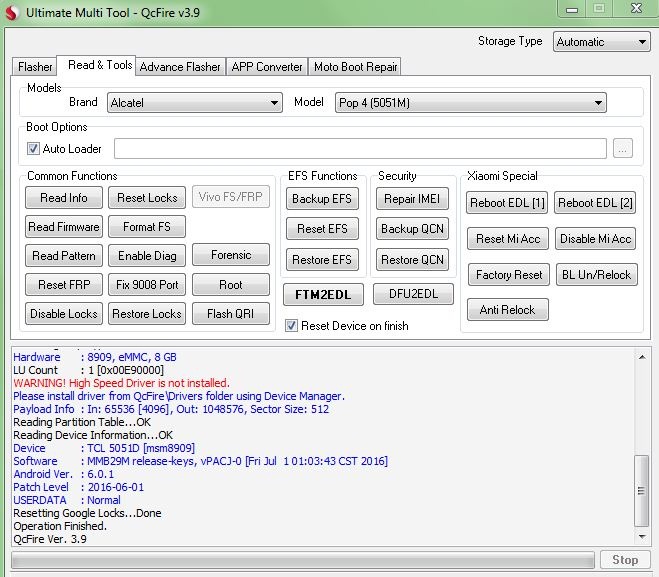 Ultimate Multi Tool - QcFire v3.9
Storage Type Automatic
Flasher Read & Tools Advance Flasher APP Converter Moto Boot Repair
Models
Brand Alcatel Model Pop 4 (5051M)
Boot Options
Auto Loader ...
Common Functions EFS Functions Security Xiaomi Special
Read Info Reset Locks Vivo FS/FRP Backup EFS Repair IMEI Reboot EDL [1] Reboot EDL [2]
Read Firmware Format FS Reset EFS Backup QCN Reset Mi Acc Disable Mi Acc
Read Pattern Enable Diag Forensic Restore EFS Restore QCN Factory Reset BL Un/Relock
Reset FRP Fix 9008 Port Root FTM2EDL DFU2EDL Anti Relock
Disable Locks Restore Locks Flash QRI Reset Device on finish
Hardware : 8909, eMMC, 8 GB
LU Count : 1 [0x00E90000]
WARNING! High Speed Driver is not installed.
Please install driver from QcFire\Drivers folder using Device Manager.
Payload Info : In: 65536 [4096], Out: 1048576, Sector Size: 512
Reading Partition Table...OK
Reading Device Information...OK
Device : TCL 5051D [msm8909]
Software : MMB29M release-keys, vPACJ-0 [Fri Jul 1 01:03:43 CST 2016]
Android Ver. : 6.0.1
Patch Level : 2016-06-01
USERDATA : Normal
Resetting Google Locks...Done
Operation Finished.
QcFire Ver. 3.9
Stop